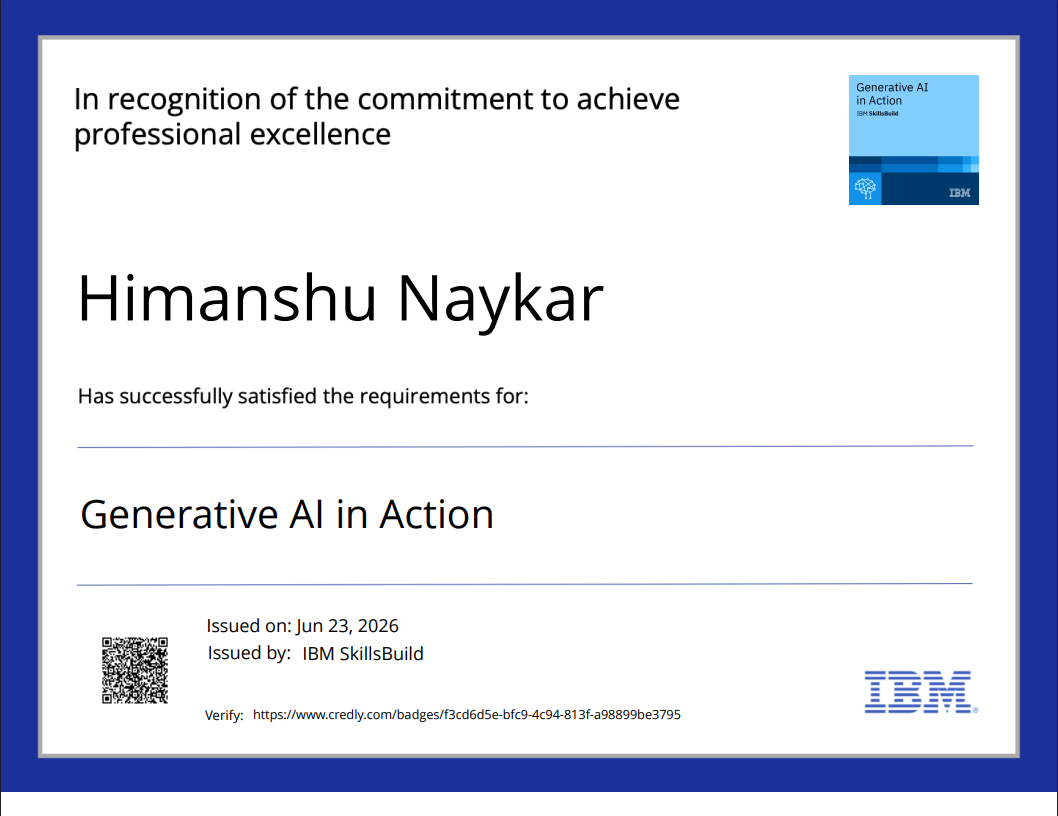 In recognition of the commitment to achieve
professional excellence
Generative AI
in Action
IBM SkillsBuild
IBM
Himanshu Naykar
Has successfully satisfied the requirements for:
Generative AI in Action
Issued on: Jun 23, 2026
Issued by: IBM SkillsBuild
Verify: https://www.credly.com/badges/f3cd6d5e-bfc9-4c94-813f-a98899be3795
IBM®